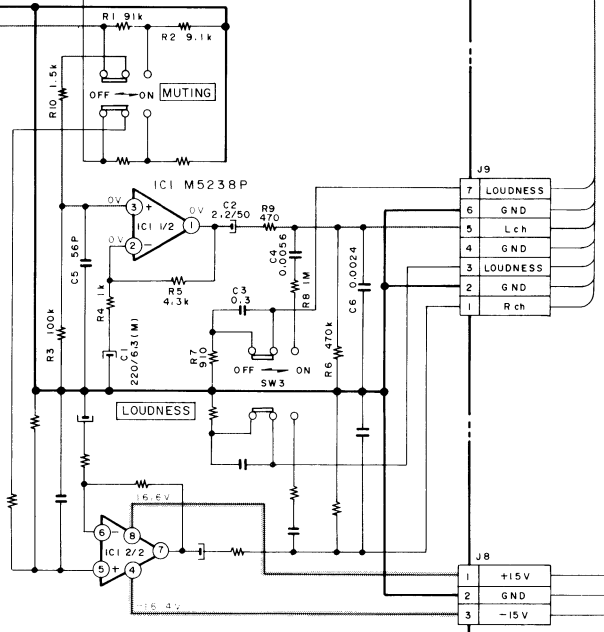 R1 91k
R2 9.1k
R10 1.5k
OFF ON
MUTING
IC1 M5238P
0V
3 +
IC1 1/2
0V
1
0V
2 −
C2
2.2/50
R9
470
C5 56P
R4 1k
R5
4.3k
C1
220/6.3(M)
R3 100k
C4
0.0056
R8 1M
C3
0.3
R7
910
OFF ON
SW3
R6 470k
C6 0.0024
LOUDNESS
16.6V
6 −
8
IC1 2/2
7
5 +
4
-16.4V
J9
7 LOUDNESS
6 GND
5 Lch
4 GND
3 LOUDNESS
2 GND
1 Rch
J8
1 +15V
2 GND
3 −15V